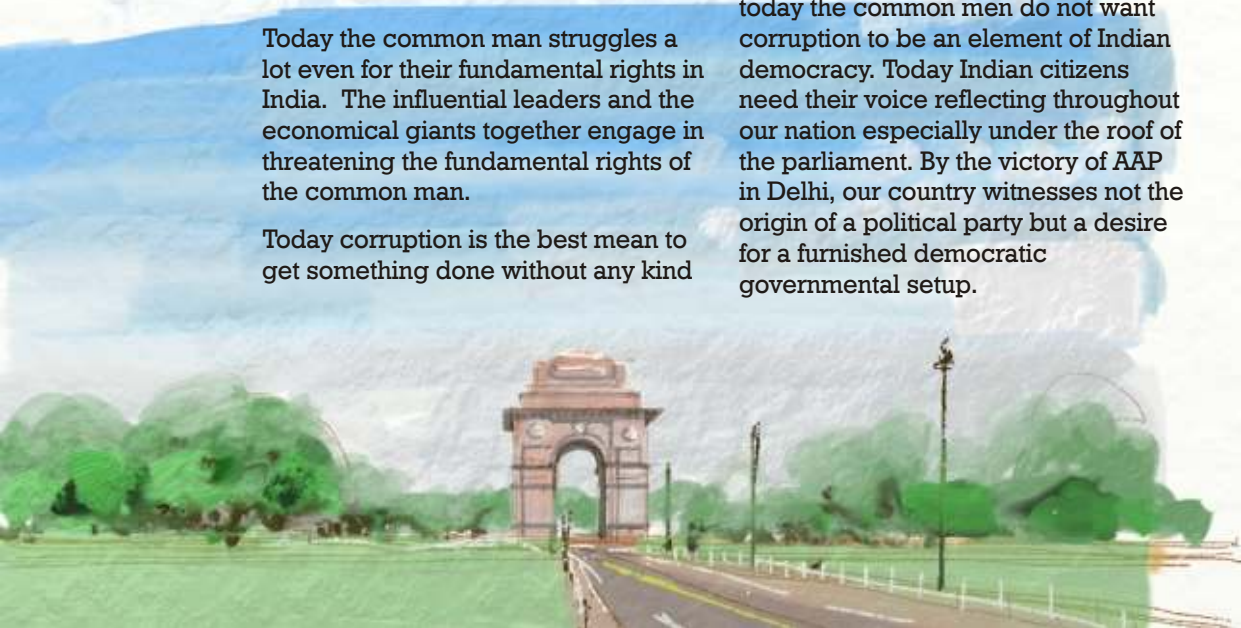 Today the common man struggles a
lot even for their fundamental rights in
India.  The influential leaders and the
economical giants together engage in
threatening the fundamental rights of
the common man.
Today corruption is the best mean to
get something done without any kind
today the common men do not want
corruption to be an element of Indian
democracy. Today Indian citizens
need their voice reflecting throughout
our nation especially under the roof of
the parliament. By the victory of AAP
in Delhi, our country witnesses not the
origin of a political party but a desire
for a furnished democratic
governmental setup.